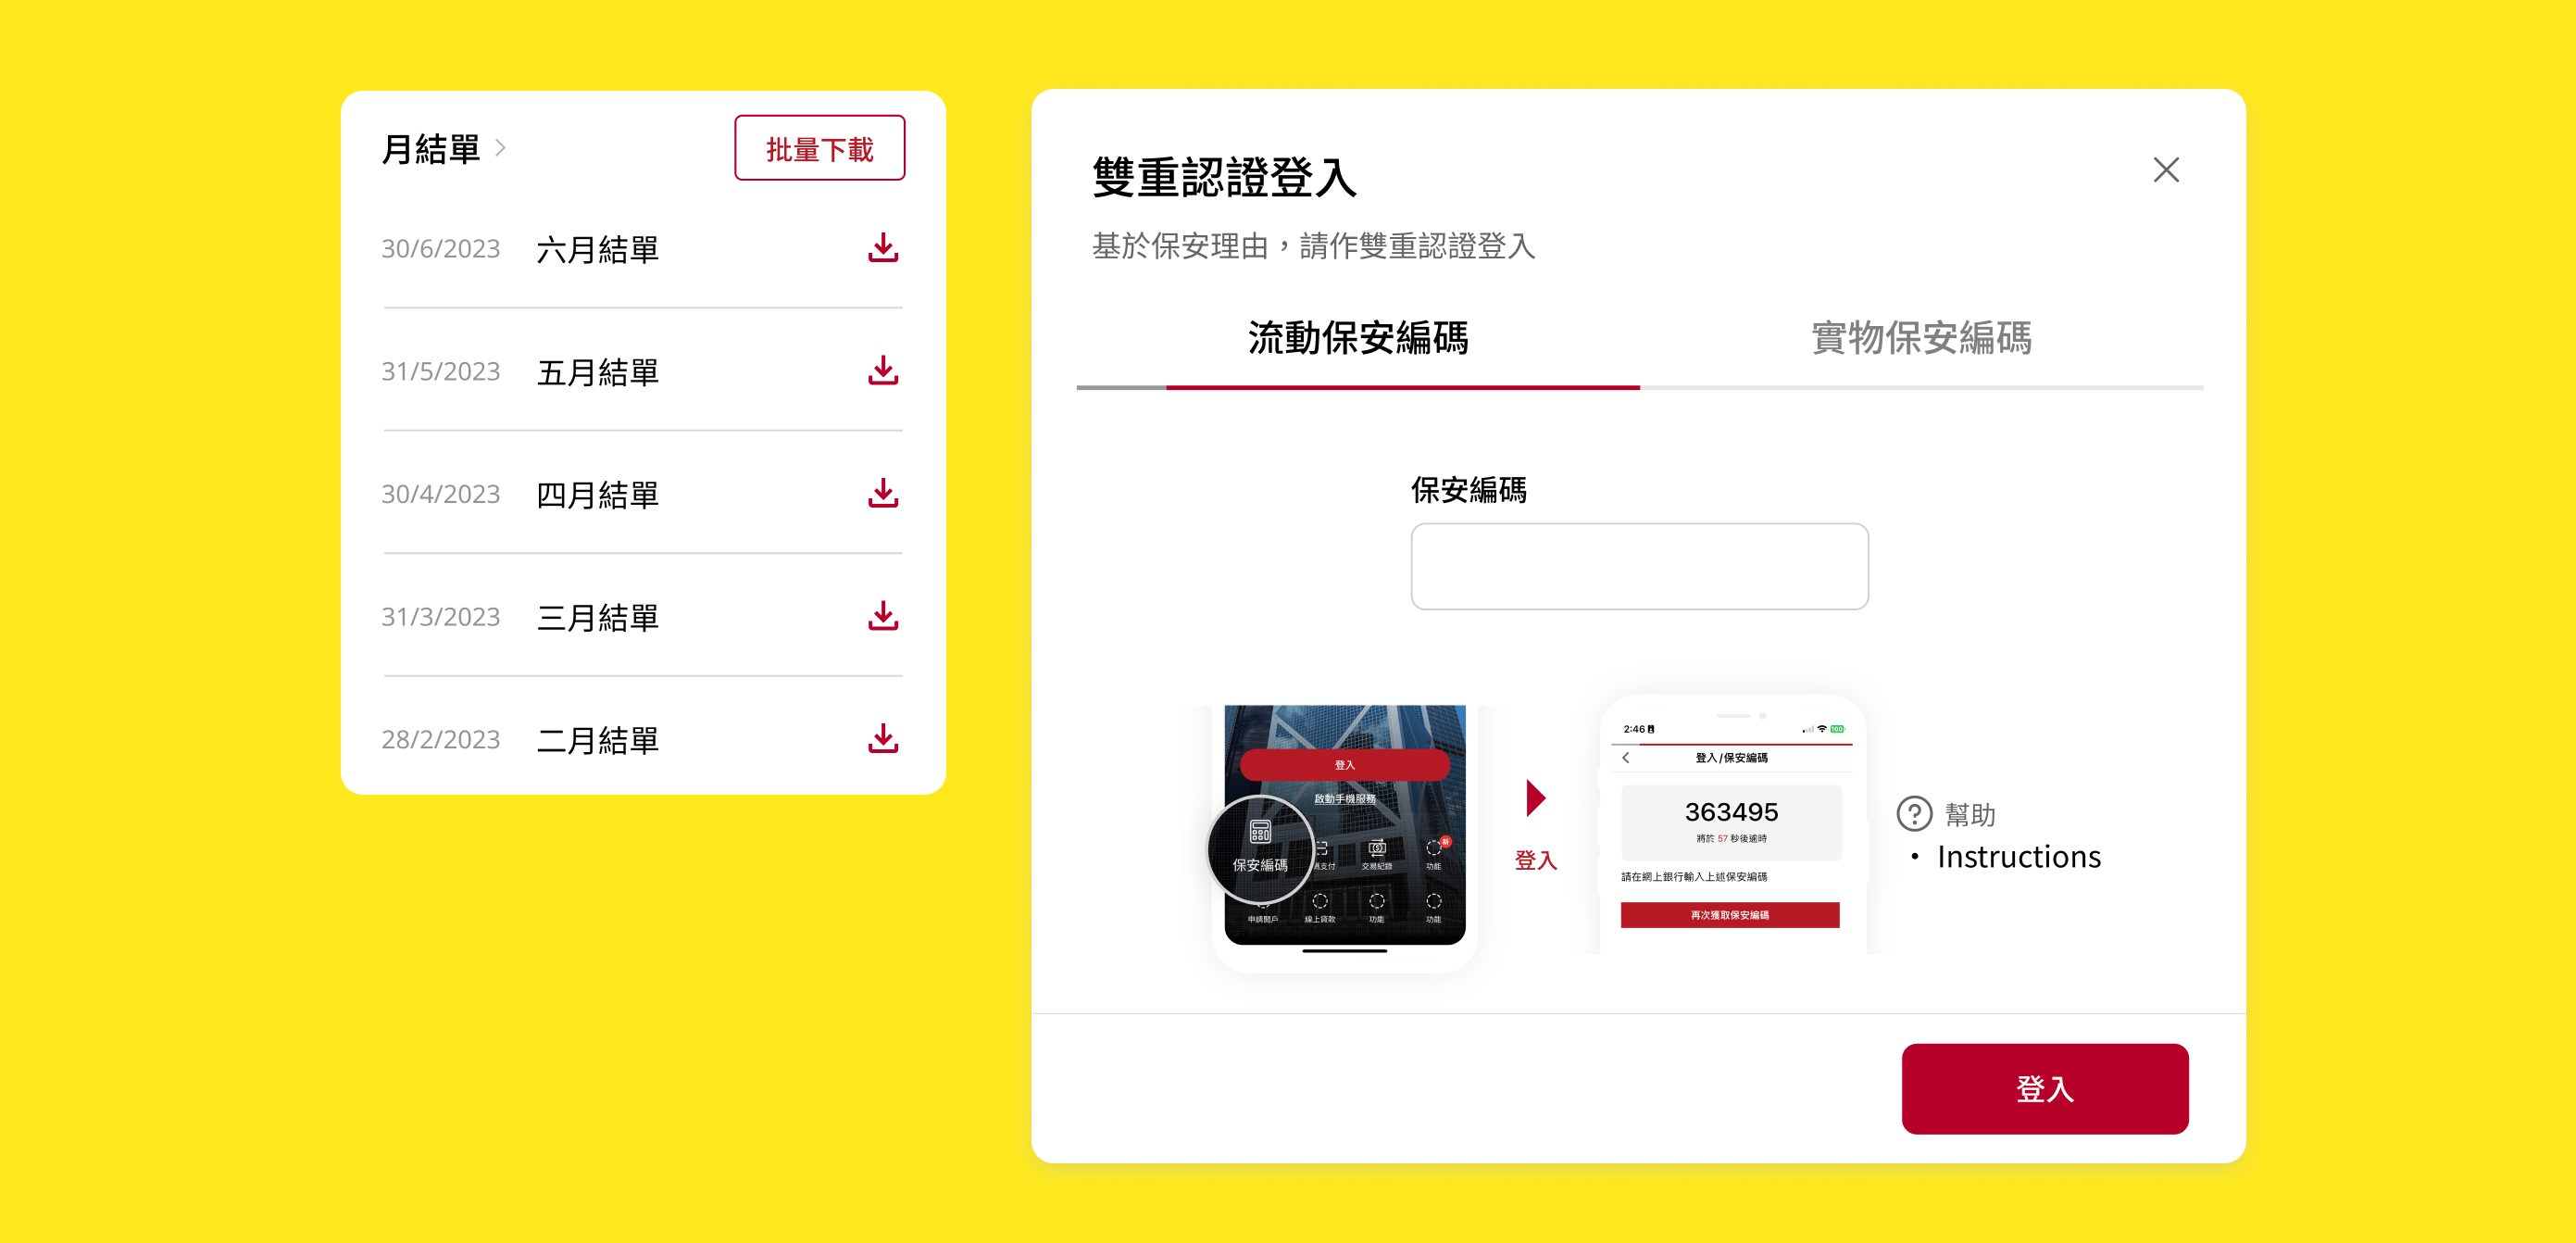 月結單
批量下載
30/6/2023 六月結單
31/5/2023 五月結單
30/4/2023 四月結單
31/3/2023 三月結單
28/2/2023 二月結單
雙重認證登入
基於保安理由，請作雙重認證登入
流動保安編碼 實物保安編碼
保安編碼
登入
啟動手機服務
保安編碼
支付 交易紀錄 功能
新
申請開戶 線上貸款 功能 功能
登入
2:46
100
登入/保安編碼
363495
將於 57 秒後逾時
請在網上銀行輸入上述保安編碼
再次獲取保安編碼
幫助
• Instructions
登入